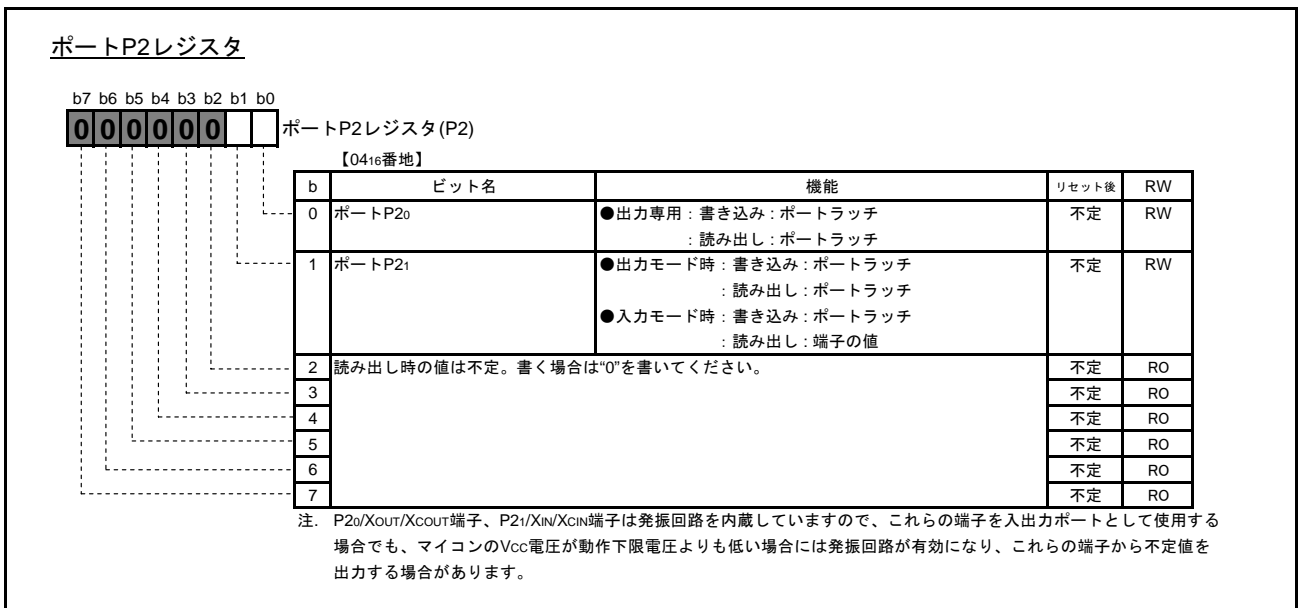 ポートP2レジスタ
b7 b6 b5 b4 b3 b2 b1 b0
0 0 0 0 0 0
ポートP2レジスタ(P2)
【0416番地】
b ビット名 機能 リセット後 RW
0 ポートP20 ●出力専用：書き込み：ポートラッチ 不定 RW
：読み出し：ポートラッチ
1 ポートP21 ●出力モード時：書き込み：ポートラッチ 不定 RW
：読み出し：ポートラッチ
●入力モード時：書き込み：ポートラッチ
：読み出し：端子の値
2 読み出し時の値は不定。書く場合は“0”を書いてください。 不定 RO
3 不定 RO
4 不定 RO
5 不定 RO
6 不定 RO
7 不定 RO
注. P20/XOUT/XCOUT端子、P21/XIN/XCIN端子は発振回路を内蔵していますので、これらの端子を入出力ポートとして使用する
場合でも、マイコンのVCC電圧が動作下限電圧よりも低い場合には発振回路が有効になり、これらの端子から不定値を
出力する場合があります。